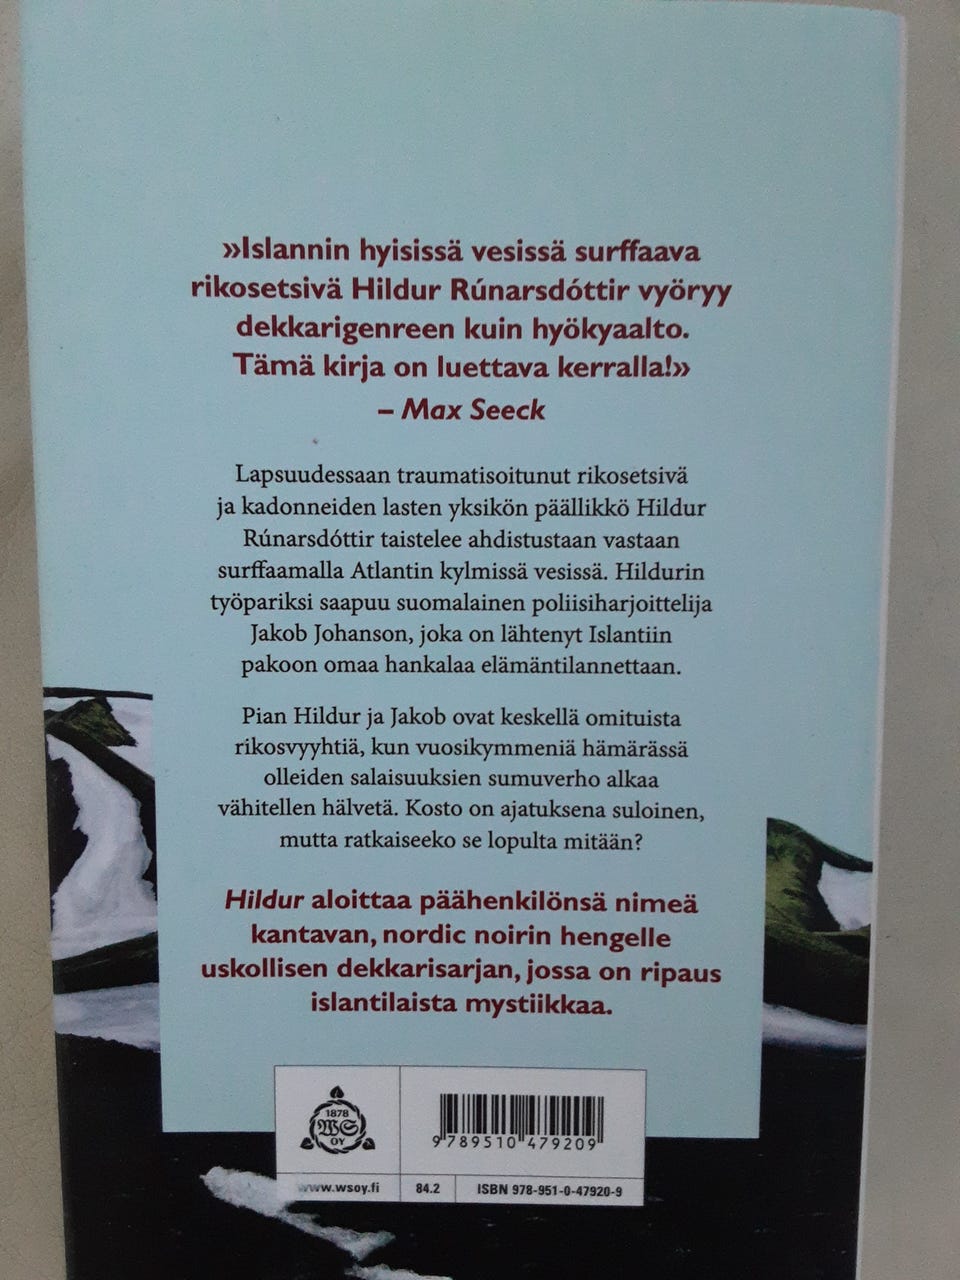 »Islannin hyisissä vesissä surffaava
rikosetsivä Hildur Rúnarsdóttir vyöryy
dekkarigenreen kuin hyökyaalto.
Tämä kirja on luettava kerralla!»
– Max Seeck
Lapsuudessaan traumatisoitunut rikosetsivä
ja kadonneiden lasten yksikön päällikkö Hildur
Rúnarsdóttir taistelee ahdistustaan vastaan
surffaamalla Atlantin kylmissä vesissä. Hildurin
työpariksi saapuu suomalainen poliisiharjoittelija
Jakob Johanson, joka on lähtenyt Islantiin
pakoon omaa hankalaa elämäntilannettaan.
Pian Hildur ja Jakob ovat keskellä omituista
rikosvyyhtiä, kun vuosikymmeniä hämärässä
olleiden salaisuuksien sumuverho alkaa
vähitellen hälvetä. Kosto on ajatuksena suloinen,
mutta ratkaiseeko se lopulta mitään?
Hildur aloittaa päähenkilönsä nimeä
kantavan, nordic noirin hengelle
uskollisen dekkarisarjan, jossa on ripaus
islantilaista mystiikkaa.
1878
WS
OY
9 789510 479209
www.wsoy.fi
84.2
ISBN 978-951-0-47920-9